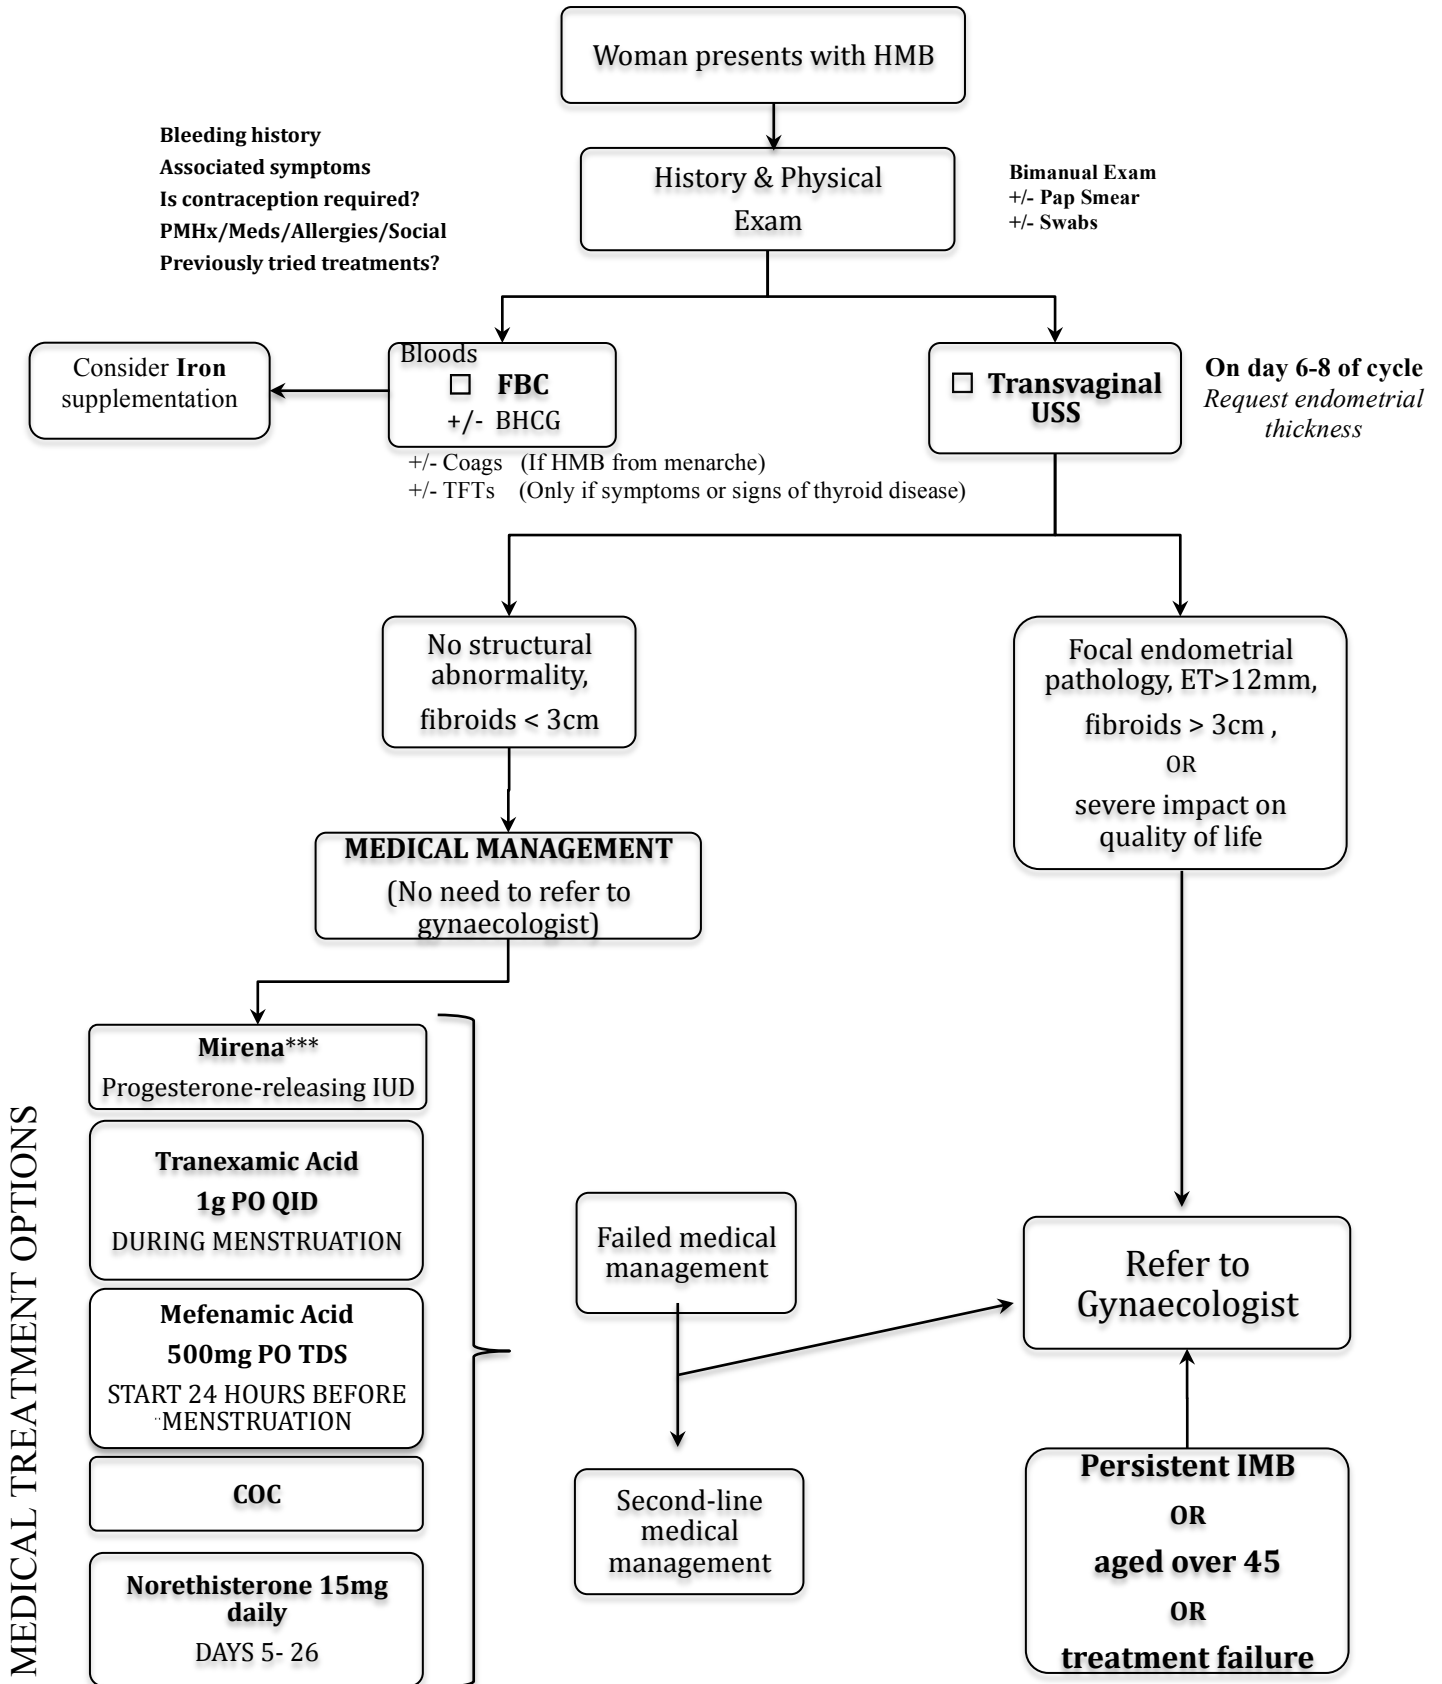 Woman presents with HMB
Bleeding history
Associated symptoms
Is contraception required?
PMHx/Meds/Allergies/Social
Previously tried treatments?
History & Physical
Exam
Bimanual Exam
+/- Pap Smear
+/- Swabs
Consider Iron
supplementation
Bloods
☐ FBC
+/- BHCG
+/- Coags (If HMB from menarche)
+/- TFTs (Only if symptoms or signs of thyroid disease)
☐ Transvaginal
USS
On day 6-8 of cycle
Request endometrial
thickness
No structural
abnormality,
fibroids < 3cm
Focal endometrial
pathology, ET>12mm,
fibroids > 3cm ,
OR
severe impact on
quality of life
MEDICAL MANAGEMENT
(No need to refer to
gynaecologist)
MEDICAL TREATMENT OPTIONS
Mirena***
Progesterone-releasing IUD
Tranexamic Acid
1g PO QID
DURING MENSTRUATION
Mefenamic Acid
500mg PO TDS
START 24 HOURS BEFORE
MENSTRUATION
COC
Norethisterone 15mg
daily
DAYS 5- 26
Failed medical
management
Second-line
medical
management
Refer to
Gynaecologist
Persistent IMB
OR
aged over 45
OR
treatment failure